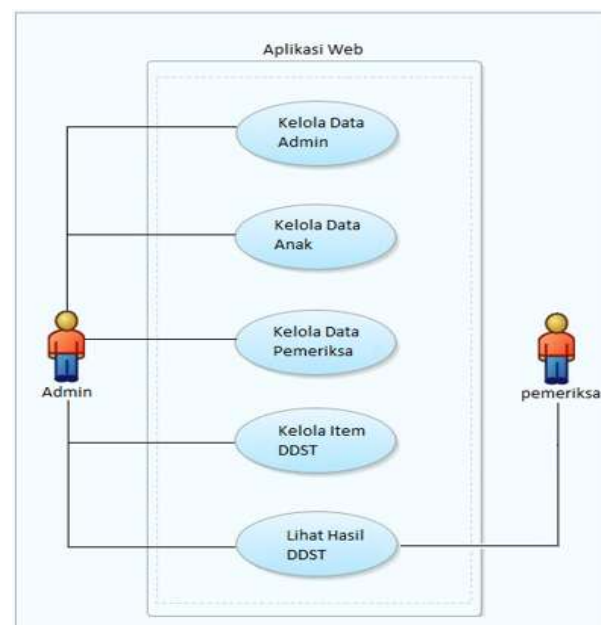 Aplikasi Web
Kelola Data
Admin
Kelola Data
Anak
Kelola Data
Pemeriksa
Admin
pemeriksa
Kelola Item
DDST
Lihat Hasil
DDST